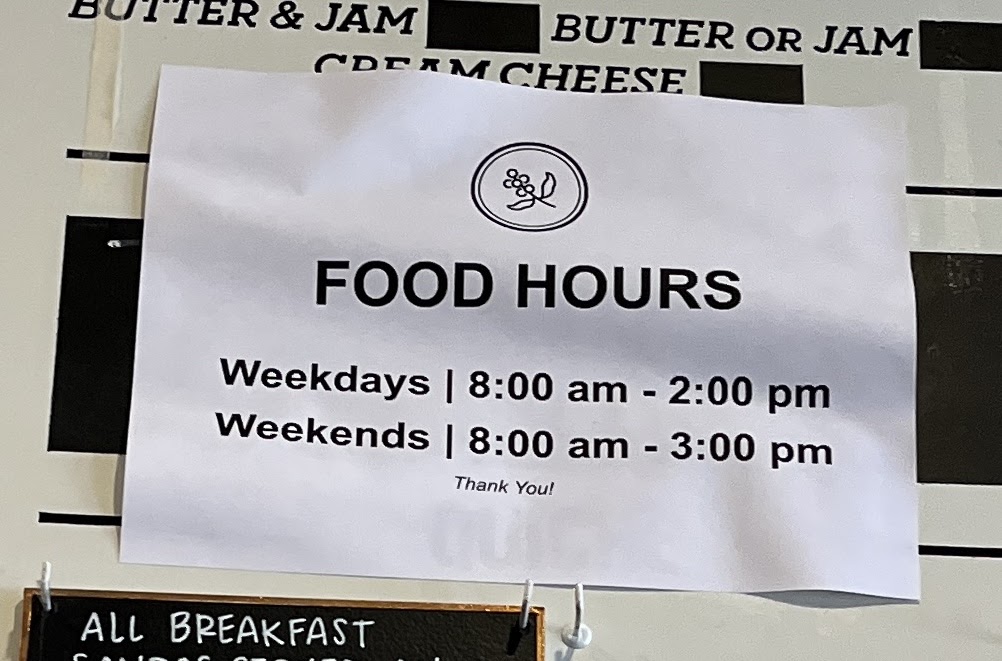 BUTTER & JAM BUTTER OR JAM
CREAM CHEESE
FOOD HOURS
Weekdays | 8:00 am - 2:00 pm
Weekends | 8:00 am - 3:00 pm
Thank You!
ALL BREAKFAST